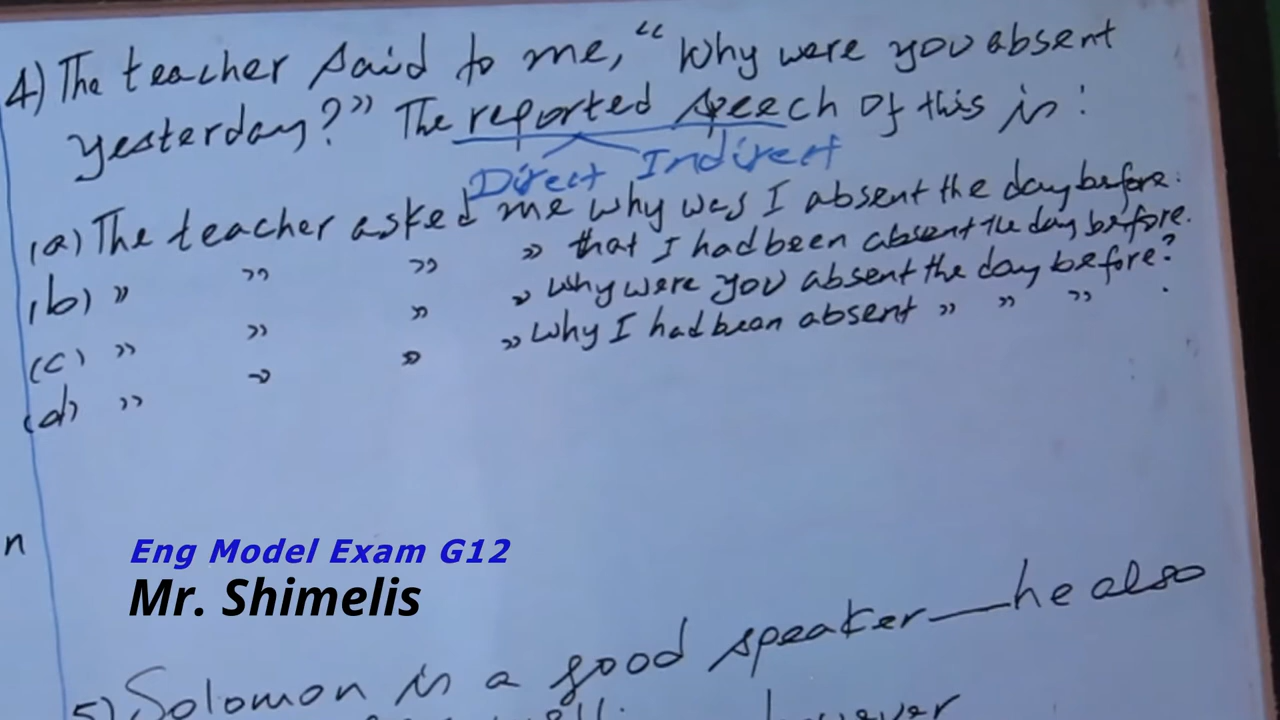 4) The teacher said to me, "Why were you absent
yesterday?" The reported speech of this is:
Direct Indirect
(a) The teacher asked me why was I absent the day before.
(b) " " " " that I had been absent the day before.
(c) " " " " why were you absent the day before?
(d) " " " " why I had been absent " " " .
n
Eng Model Exam G12
Mr. Shimelis
5) Solomon is a good speaker — he also
however